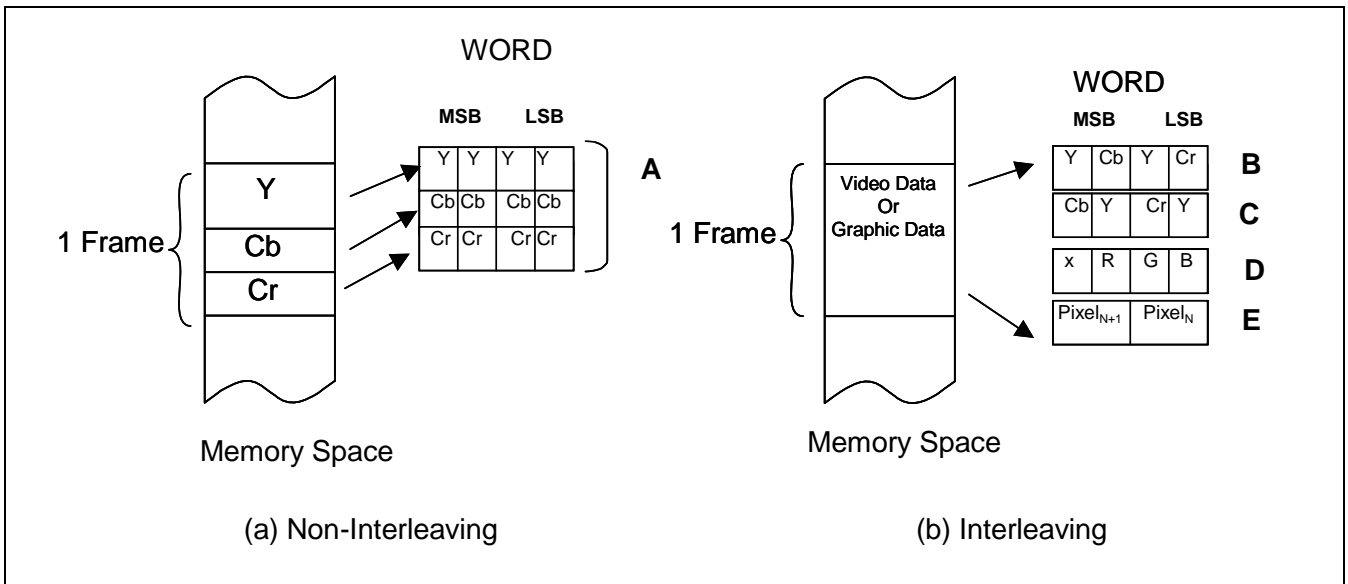 WORD
MSB LSB
Y Y Y Y
Cb Cb Cb Cb
Cr Cr Cr Cr
A
1 Frame
Y
Cb
Cr
Memory Space
(a) Non-Interleaving
WORD
MSB LSB
Y Cb Y Cr
B
Cb Y Cr Y
C
x R G B
D
PixelN+1 PixelN
E
1 Frame
Video Data
Or
Graphic Data
Memory Space
(b) Interleaving